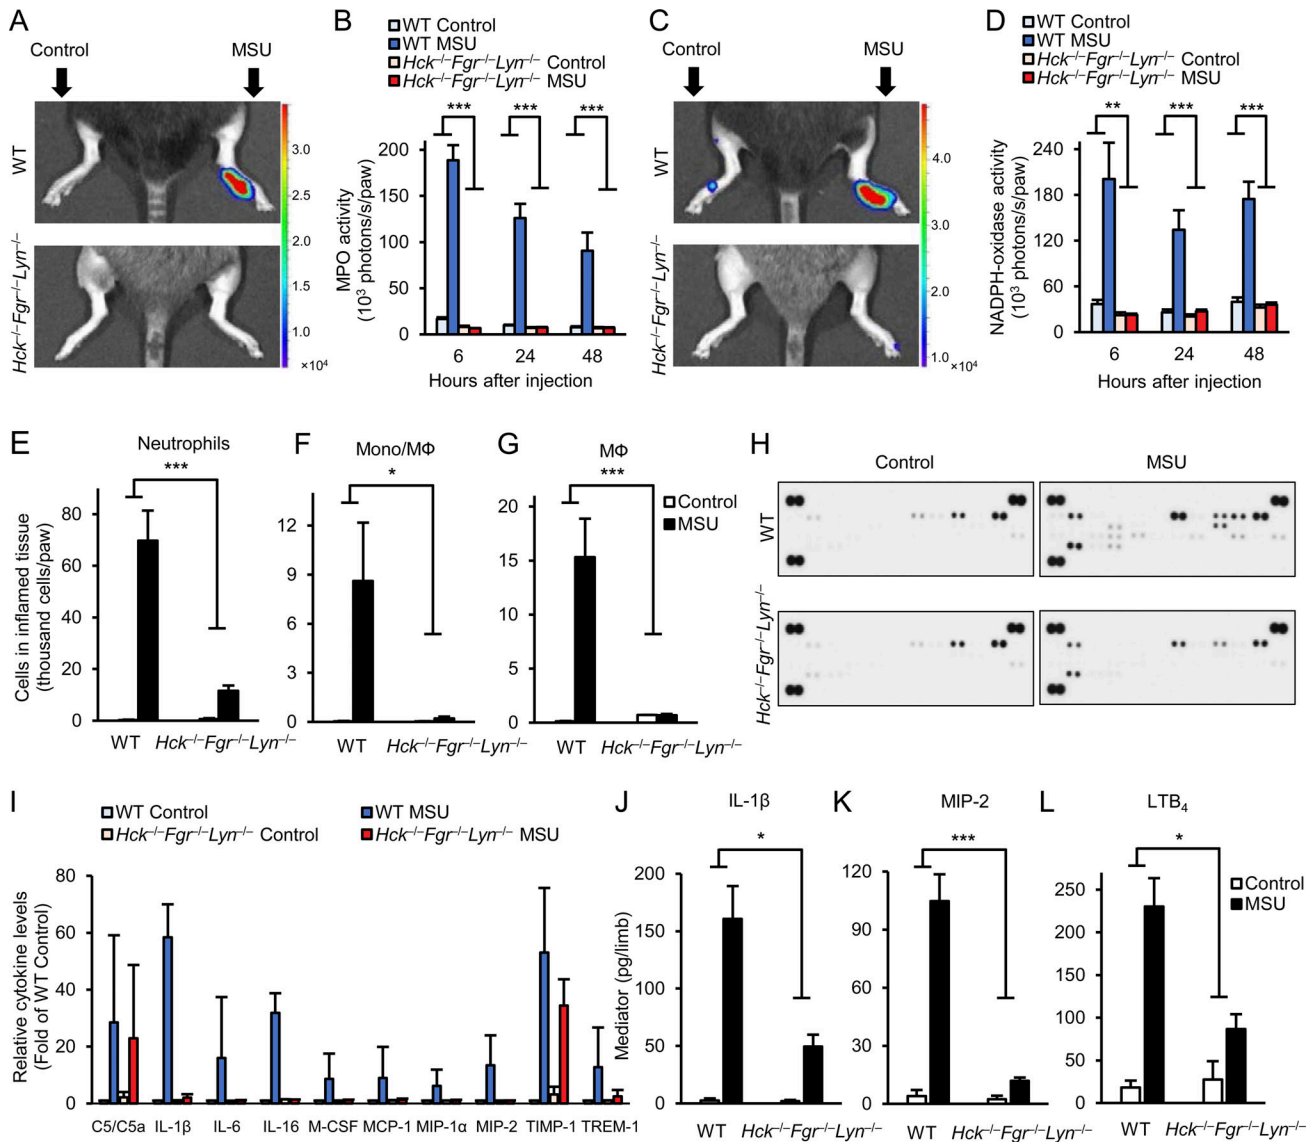 A
Control
MSU
WT
Hck–/–Fgr–/–Lyn–/–
3.0
2.5
2.0
1.5
1.0
×10⁴
B
WT Control
WT MSU
Hck–/–Fgr–/–Lyn–/– Control
Hck–/–Fgr–/–Lyn–/– MSU
***
***
***
MPO activity
(10³ photons/s/paw)
200
150
100
50
0
6 24 48
Hours after injection
C
Control
MSU
WT
Hck–/–Fgr–/–Lyn–/–
4.0
3.0
2.0
1.0
×10⁴
D
WT Control
WT MSU
Hck–/–Fgr–/–Lyn–/– Control
Hck–/–Fgr–/–Lyn–/– MSU
**
***
***
NADPH-oxidase activity
(10³ photons/s/paw)
240
180
120
60
0
6 24 48
Hours after injection
E
Neutrophils
***
Cells in inflamed tissue
(thousand cells/paw)
80
60
40
20
0
WT Hck–/–Fgr–/–Lyn–/–
F
Mono/MΦ
*
12
9
6
3
0
WT Hck–/–Fgr–/–Lyn–/–
G
MΦ
***
Control
MSU
20
15
10
5
0
WT Hck–/–Fgr–/–Lyn–/–
H
Control
MSU
WT
Hck–/–Fgr–/–Lyn–/–
I
WT Control
WT MSU
Hck–/–Fgr–/–Lyn–/– Control
Hck–/–Fgr–/–Lyn–/– MSU
Relative cytokine levels
(Fold of WT Control)
80
60
40
20
0
C5/C5a IL-1β IL-6 IL-16 M-CSF MCP-1 MIP-1α MIP-2 TIMP-1 TREM-1
J
IL-1β
*
Mediator (pg/limb)
200
150
100
50
0
WT Hck–/–Fgr–/–Lyn–/–
K
MIP-2
***
120
90
60
30
0
WT Hck–/–Fgr–/–Lyn–/–
L
LTB₄
*
Control
MSU
250
200
150
100
50
0
WT Hck–/–Fgr–/–Lyn–/–